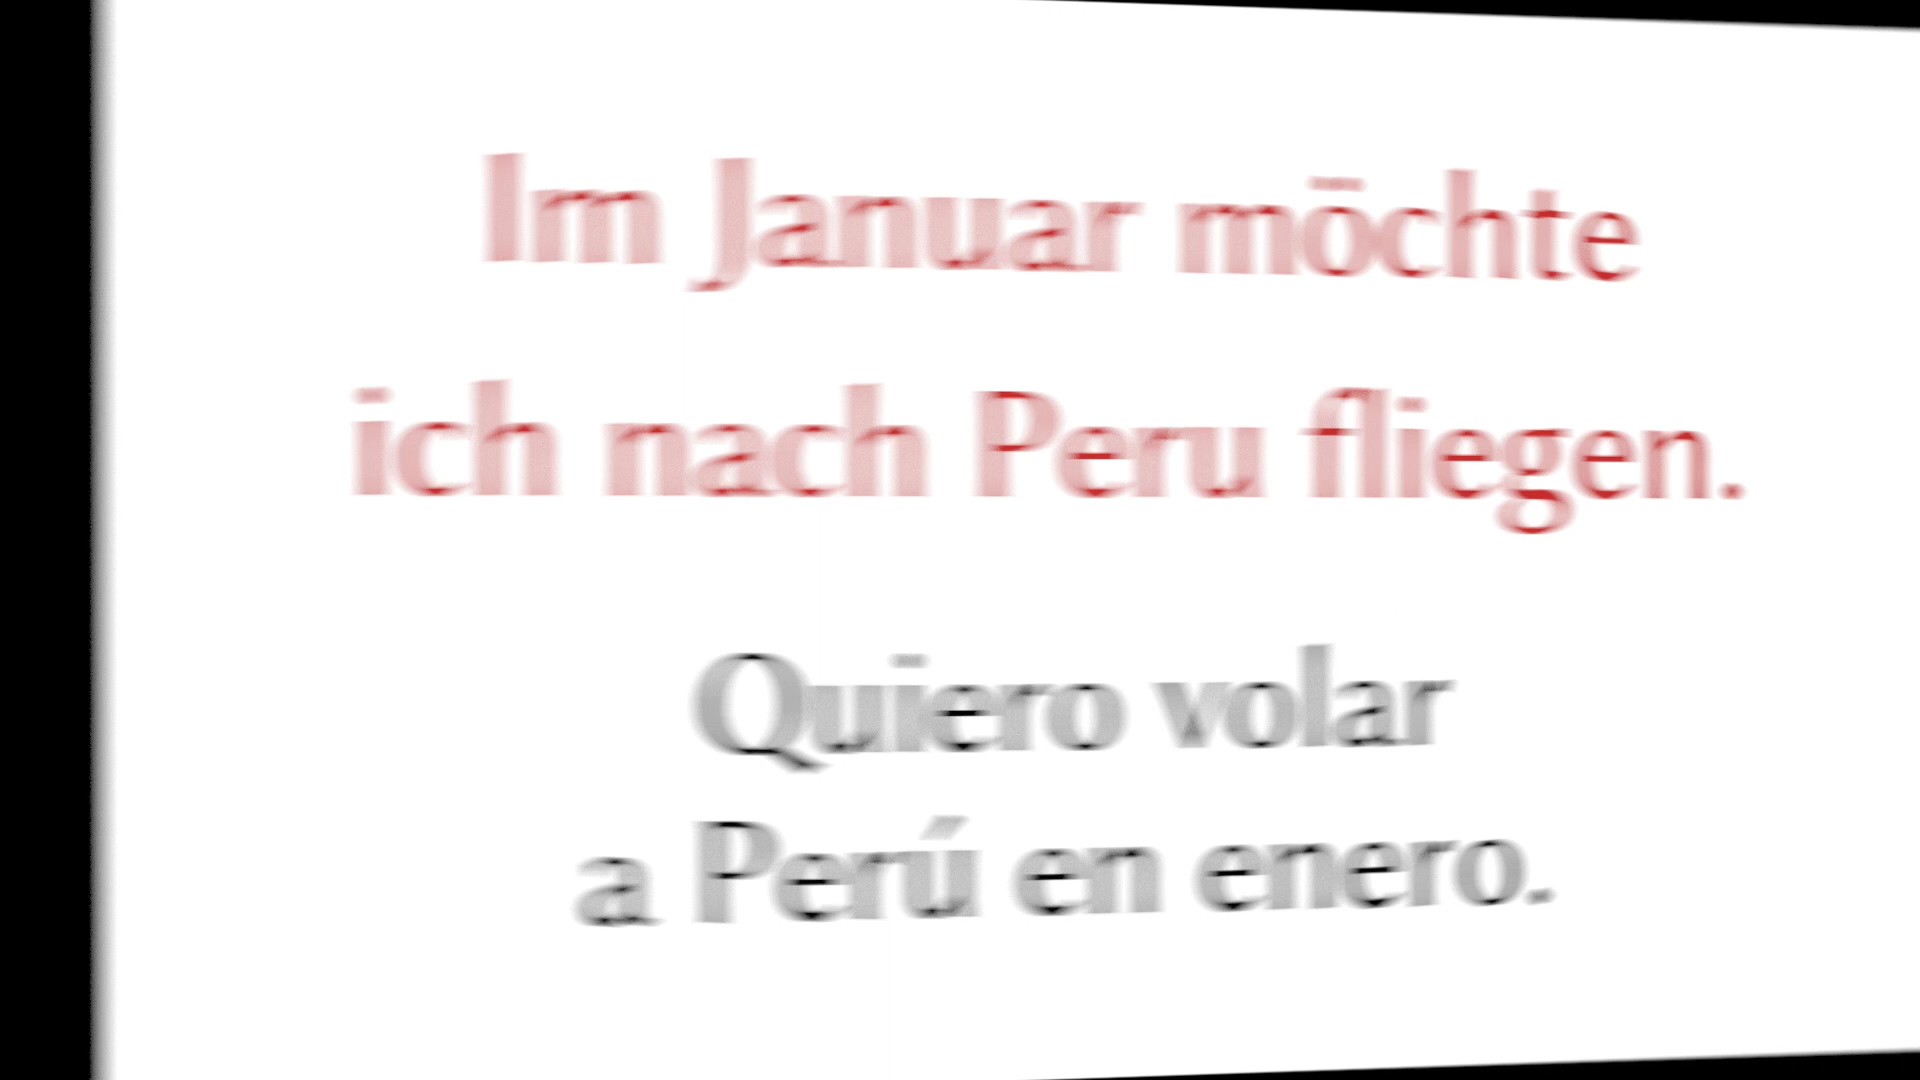 Im Januar möchte
ich nach Peru fliegen.
Quiero volar
a Perú en enero.